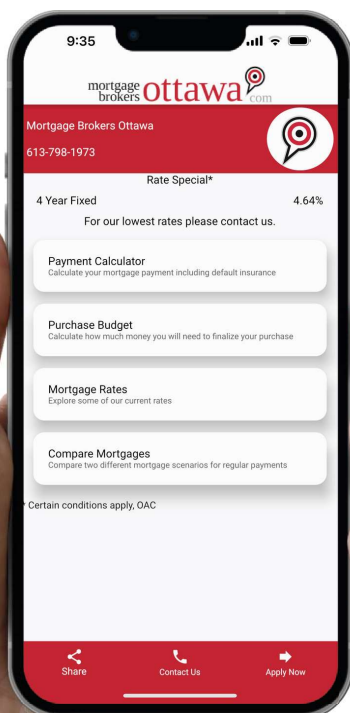 9:35
mortgage
brokers ottawa
com
Mortgage Brokers Ottawa
613-798-1973
Rate Special*
4 Year Fixed 4.64%
For our lowest rates please contact us.
Payment Calculator
Calculate your mortgage payment including default insurance
Purchase Budget
Calculate how much money you will need to finalize your purchase
Mortgage Rates
Explore some of our current rates
Compare Mortgages
Compare two different mortgage scenarios for regular payments
* Certain conditions apply, OAC
Share Contact Us Apply Now